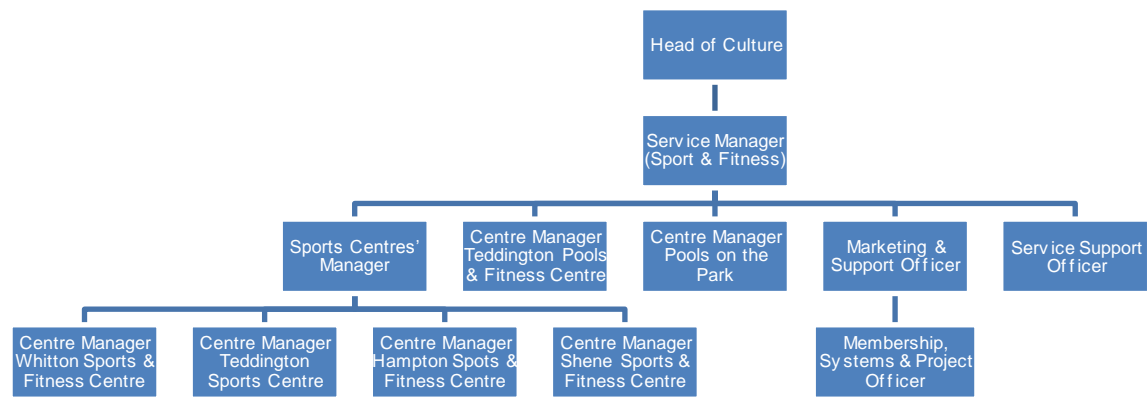 Head of Culture
Service Manager
(Sport & Fitness)
Sports Centres’
Manager
Centre Manager
Teddington Pools
& Fitness Centre
Centre Manager
Pools on the
Park
Marketing &
Support Officer
Service Support
Officer
Centre Manager
Whitton Sports &
Fitness Centre
Centre Manager
Teddington
Sports Centre
Centre Manager
Hampton Spots &
Fitness Centre
Centre Manager
Shene Sports &
Fitness Centre
Membership,
Systems & Project
Officer